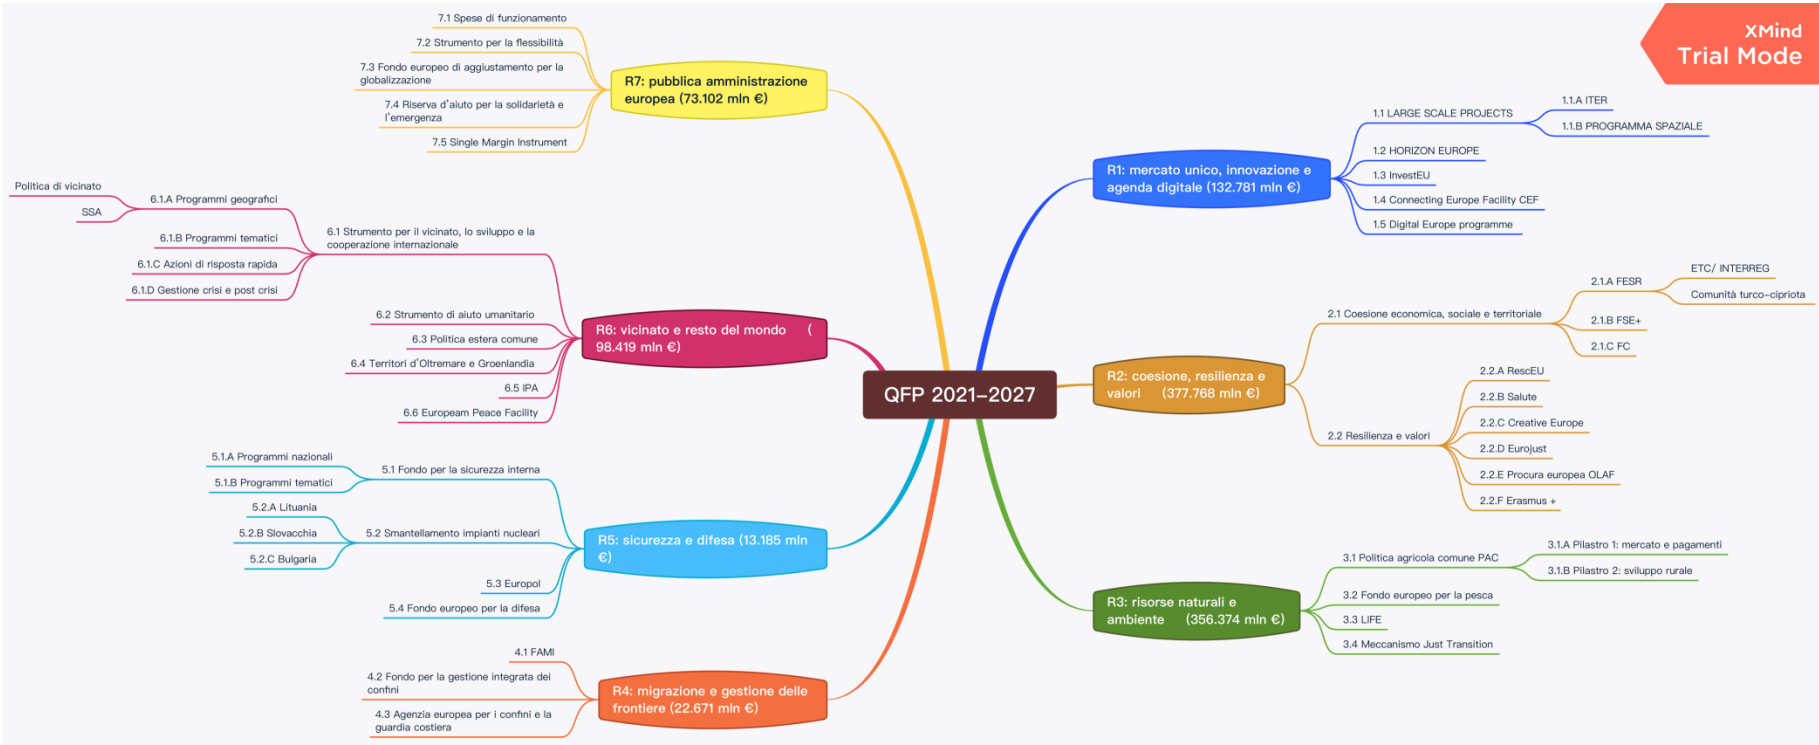 XMind
Trial Mode
QFP 2021–2027
R1: mercato unico, innovazione e
agenda digitale (132.781 mln €)
1.1 LARGE SCALE PROJECTS
1.1.A ITER
1.1.B PROGRAMMA SPAZIALE
1.2 HORIZON EUROPE
1.3 InvestEU
1.4 Connecting Europe Facility CEF
1.5 Digital Europe programme
R2: coesione, resilienza e
valori (377.768 mln €)
2.1 Coesione economica, sociale e territoriale
2.1.A FESR
ETC/ INTERREG
Comunità turco–cipriota
2.1.B FSE+
2.1.C FC
2.2 Resilienza e valori
2.2.A RescEU
2.2.B Salute
2.2.C Creative Europe
2.2.D Eurojust
2.2.E Procura europea OLAF
2.2.F Erasmus +
R3: risorse naturali e
ambiente (356.374 mln €)
3.1 Politica agricola comune PAC
3.1.A Pilastro 1: mercato e pagamenti
3.1.B Pilastro 2: sviluppo rurale
3.2 Fondo europeo per la pesca
3.3 LIFE
3.4 Meccanismo Just Transition
R4: migrazione e gestione delle
frontiere (22.671 mln €)
4.1 FAMI
4.2 Fondo per la gestione integrata dei
confini
4.3 Agenzia europea per i confini e la
guardia costiera
R5: sicurezza e difesa (13.185 mln
€)
5.1 Fondo per la sicurezza interna
5.1.A Programmi nazionali
5.1.B Programmi tematici
5.2 Smantellamento impianti nucleari
5.2.A Lituania
5.2.B Slovacchia
5.2.C Bulgaria
5.3 Europol
5.4 Fondo europeo per la difesa
R6: vicinato e resto del mondo (
98.419 mln €)
6.1 Strumento per il vicinato, lo sviluppo e la
cooperazione internazionale
6.1.A Programmi geografici
Politica di vicinato
SSA
6.1.B Programmi tematici
6.1.C Azioni di risposta rapida
6.1.D Gestione crisi e post crisi
6.2 Strumento di aiuto umanitario
6.3 Politica estera comune
6.4 Territori d'Oltremare e Groenlandia
6.5 IPA
6.6 Europeam Peace Facility
R7: pubblica amministrazione
europea (73.102 mln €)
7.1 Spese di funzionamento
7.2 Strumento per la flessibilità
7.3 Fondo europeo di aggiustamento per la
globalizzazione
7.4 Riserva d'aiuto per la solidarietà e
l'emergenza
7.5 Single Margin Instrument